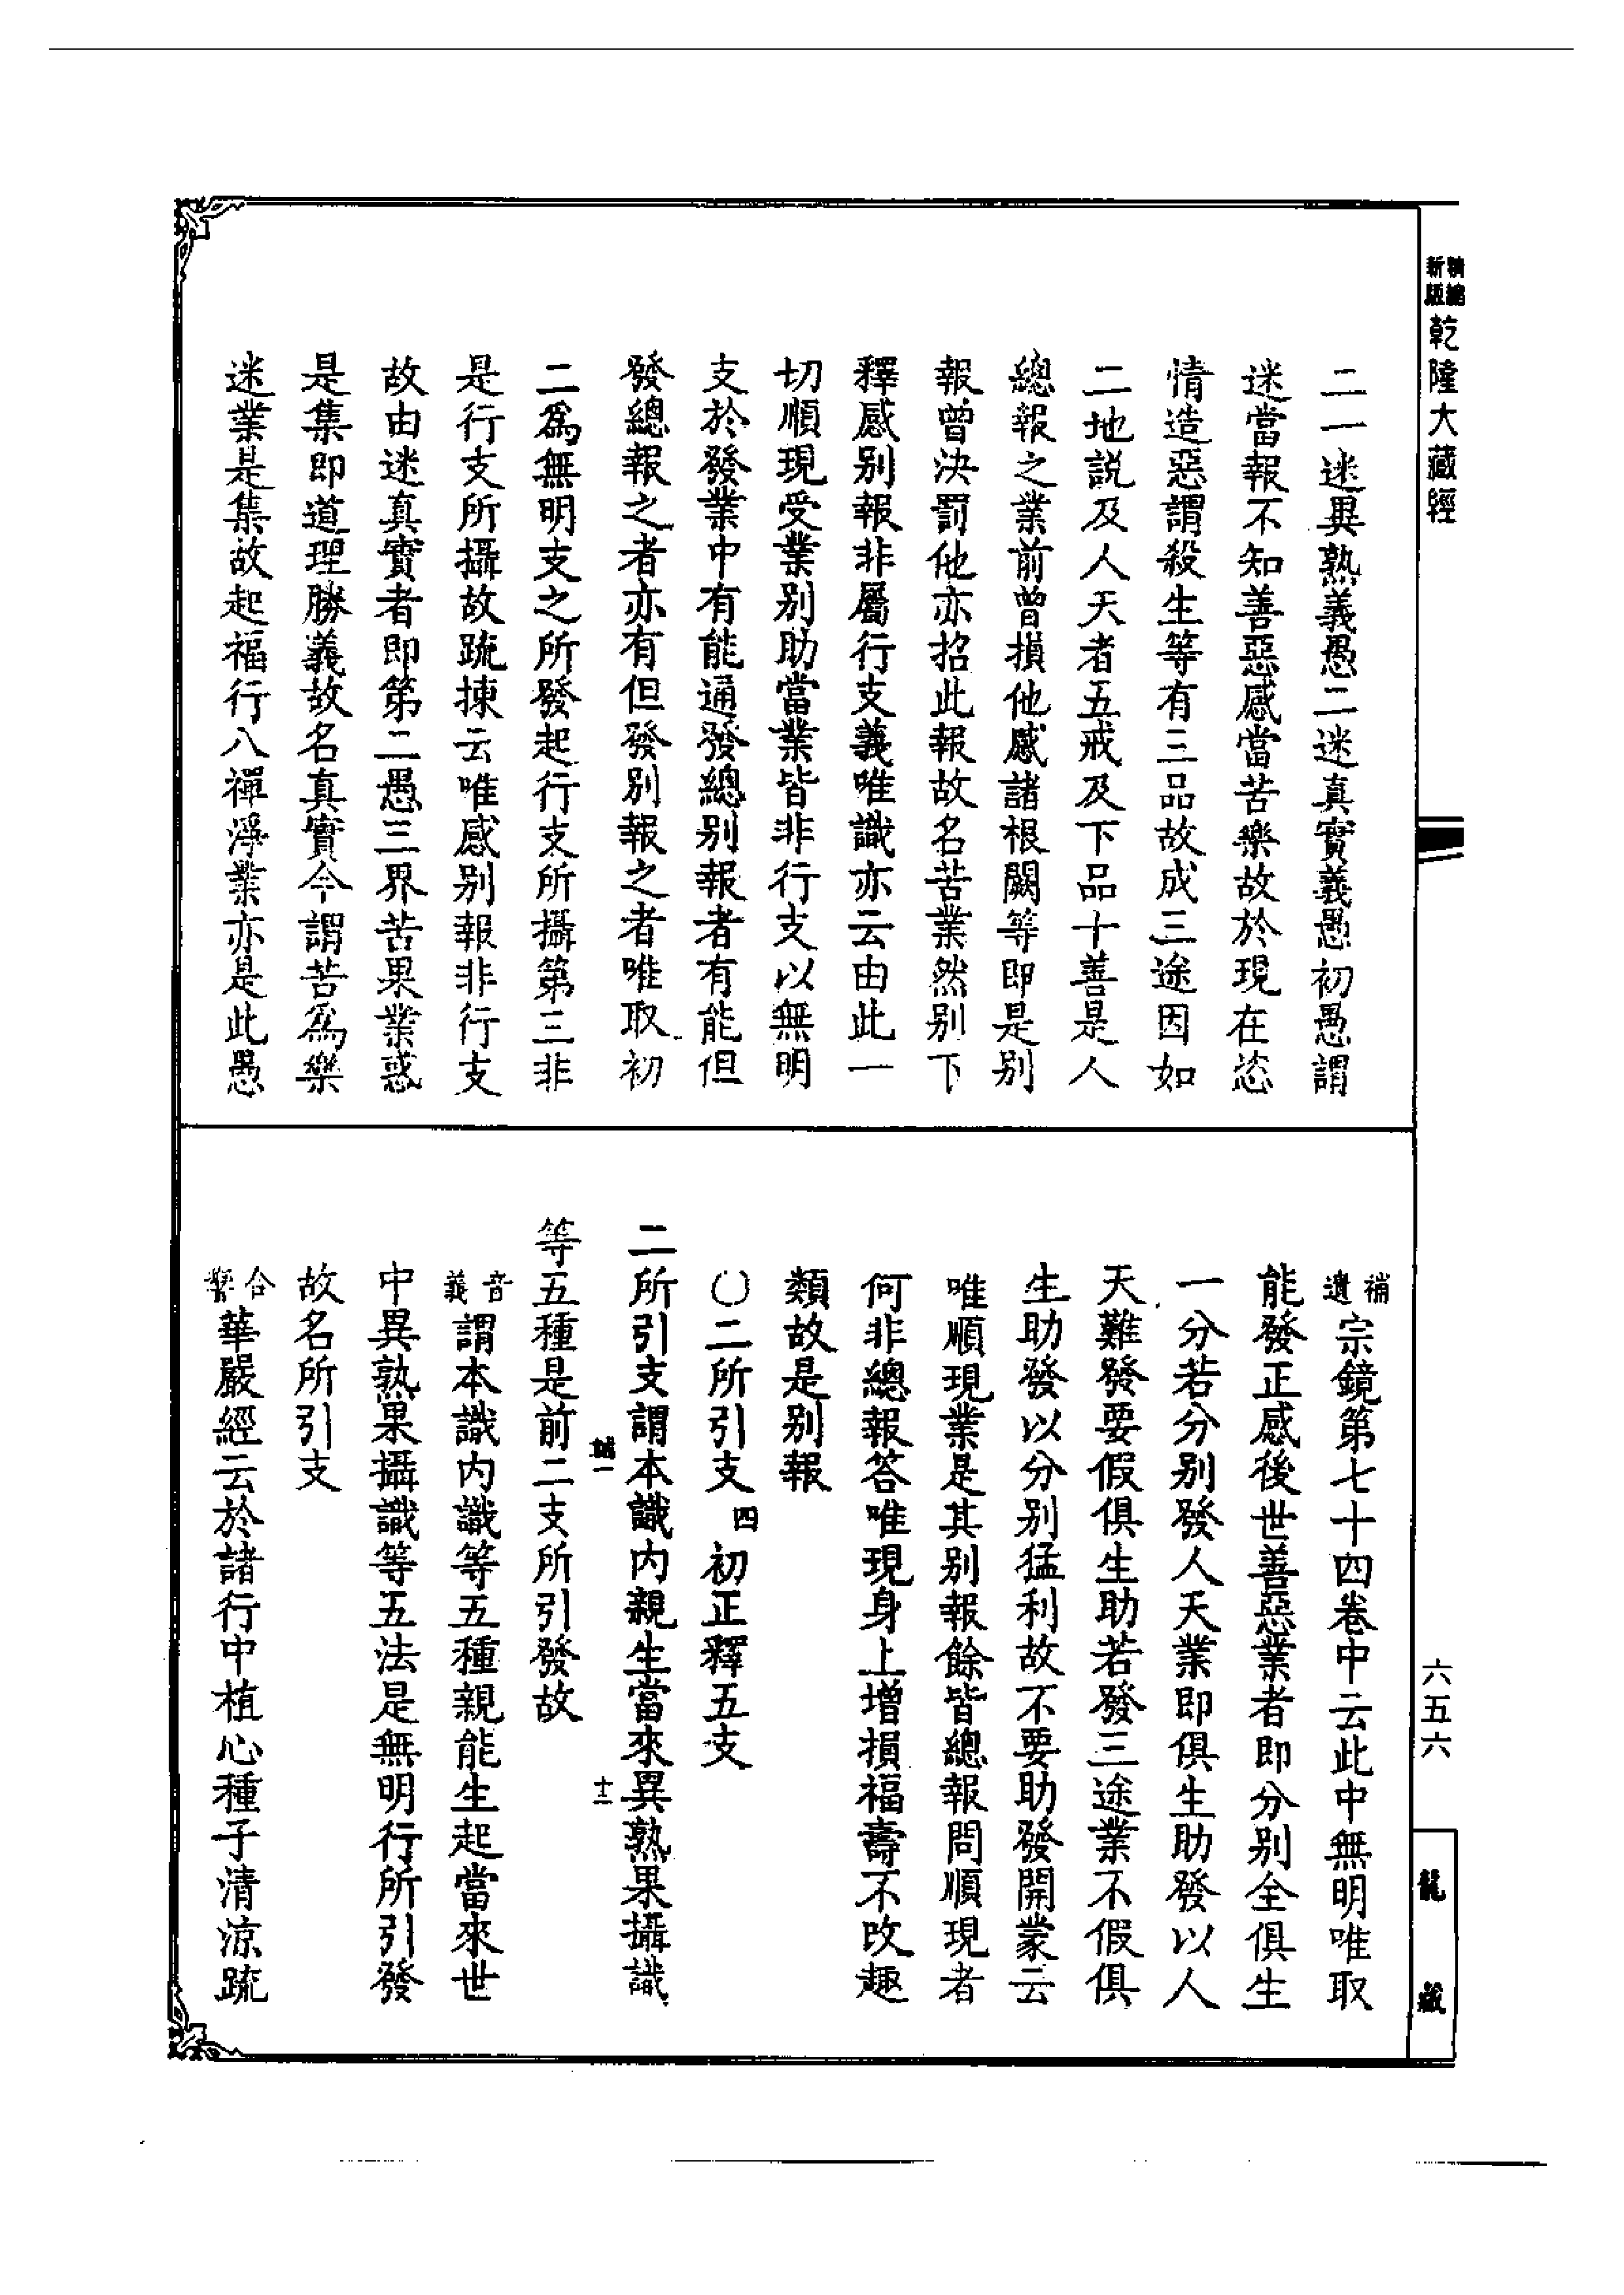 精縮新版
乾隆大藏經
二一迷異熟義愚二迷真實義愚初愚謂
迷當報不知善惡感當苦樂故於現在恣
情造惡謂殺生等有三品故成三途因如
二地說及人天者五戒及下品十善是人
總報之業前曾損他感諸根闕等即是別
報曾決罰他亦招此報故名苦業然別下
釋感別報非屬行支義唯識亦云由此一
切順現受業別助當業皆非行支以無明
支於發業中有能通發總別報者有能但
發總報之者亦有但發別報之者唯取初
二為無明支之所發起行支所攝第三非
是行支所攝故䟽揀云唯感別報非行支
故由迷真實者即第二愚三界苦果業惑
是集即道理勝義故名真實今謂苦為樂
迷業是集故起福行八禪淨業亦是此愚
補遺宗鏡第七十四卷中云此中無明唯取
能發正感後世善惡業者即分別全俱生
一分若分別發人天業即俱生助發以人
天難發要假俱生助若發三途業不假俱
生助發以分別猛利故不要助發開蒙云
唯順現業是其別報餘皆總報問順現者
何非總報答唯現身上增損福壽不改趣
類故是別報
〇二所引支四初正釋五支
二所引支謂本識內親生當來異熟果攝識
等五種是前二支所引發故
音義謂本識內識等五種親能生起當來世
中異熟果攝識等五法是無明行所引發
故名所引支
合響華嚴經云於諸行中植心種子清涼䟽
十二
六五六
龍藏